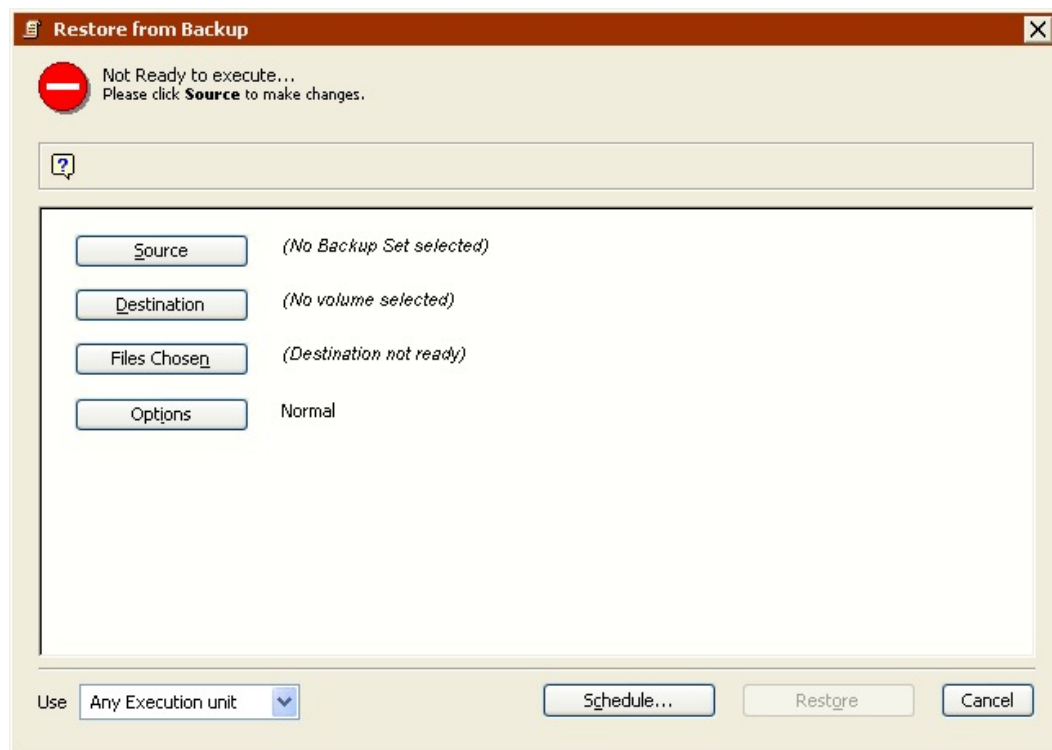 Restore from Backup
Not Ready to execute...
Please click Source to make changes.
?
Source (No Backup Set selected)
Destination (No volume selected)
Files Chosen (Destination not ready)
Options Normal
Use Any Execution unit Schedule... Restore Cancel